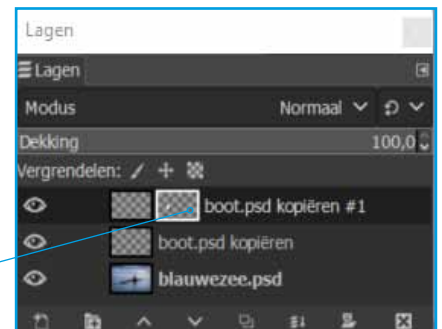 Lagen
Lagen
Modus Normaal
Dekking 100,0
Vergrendelen:
boot.psd kopiëren #1
boot.psd kopiëren
blauwezee.psd